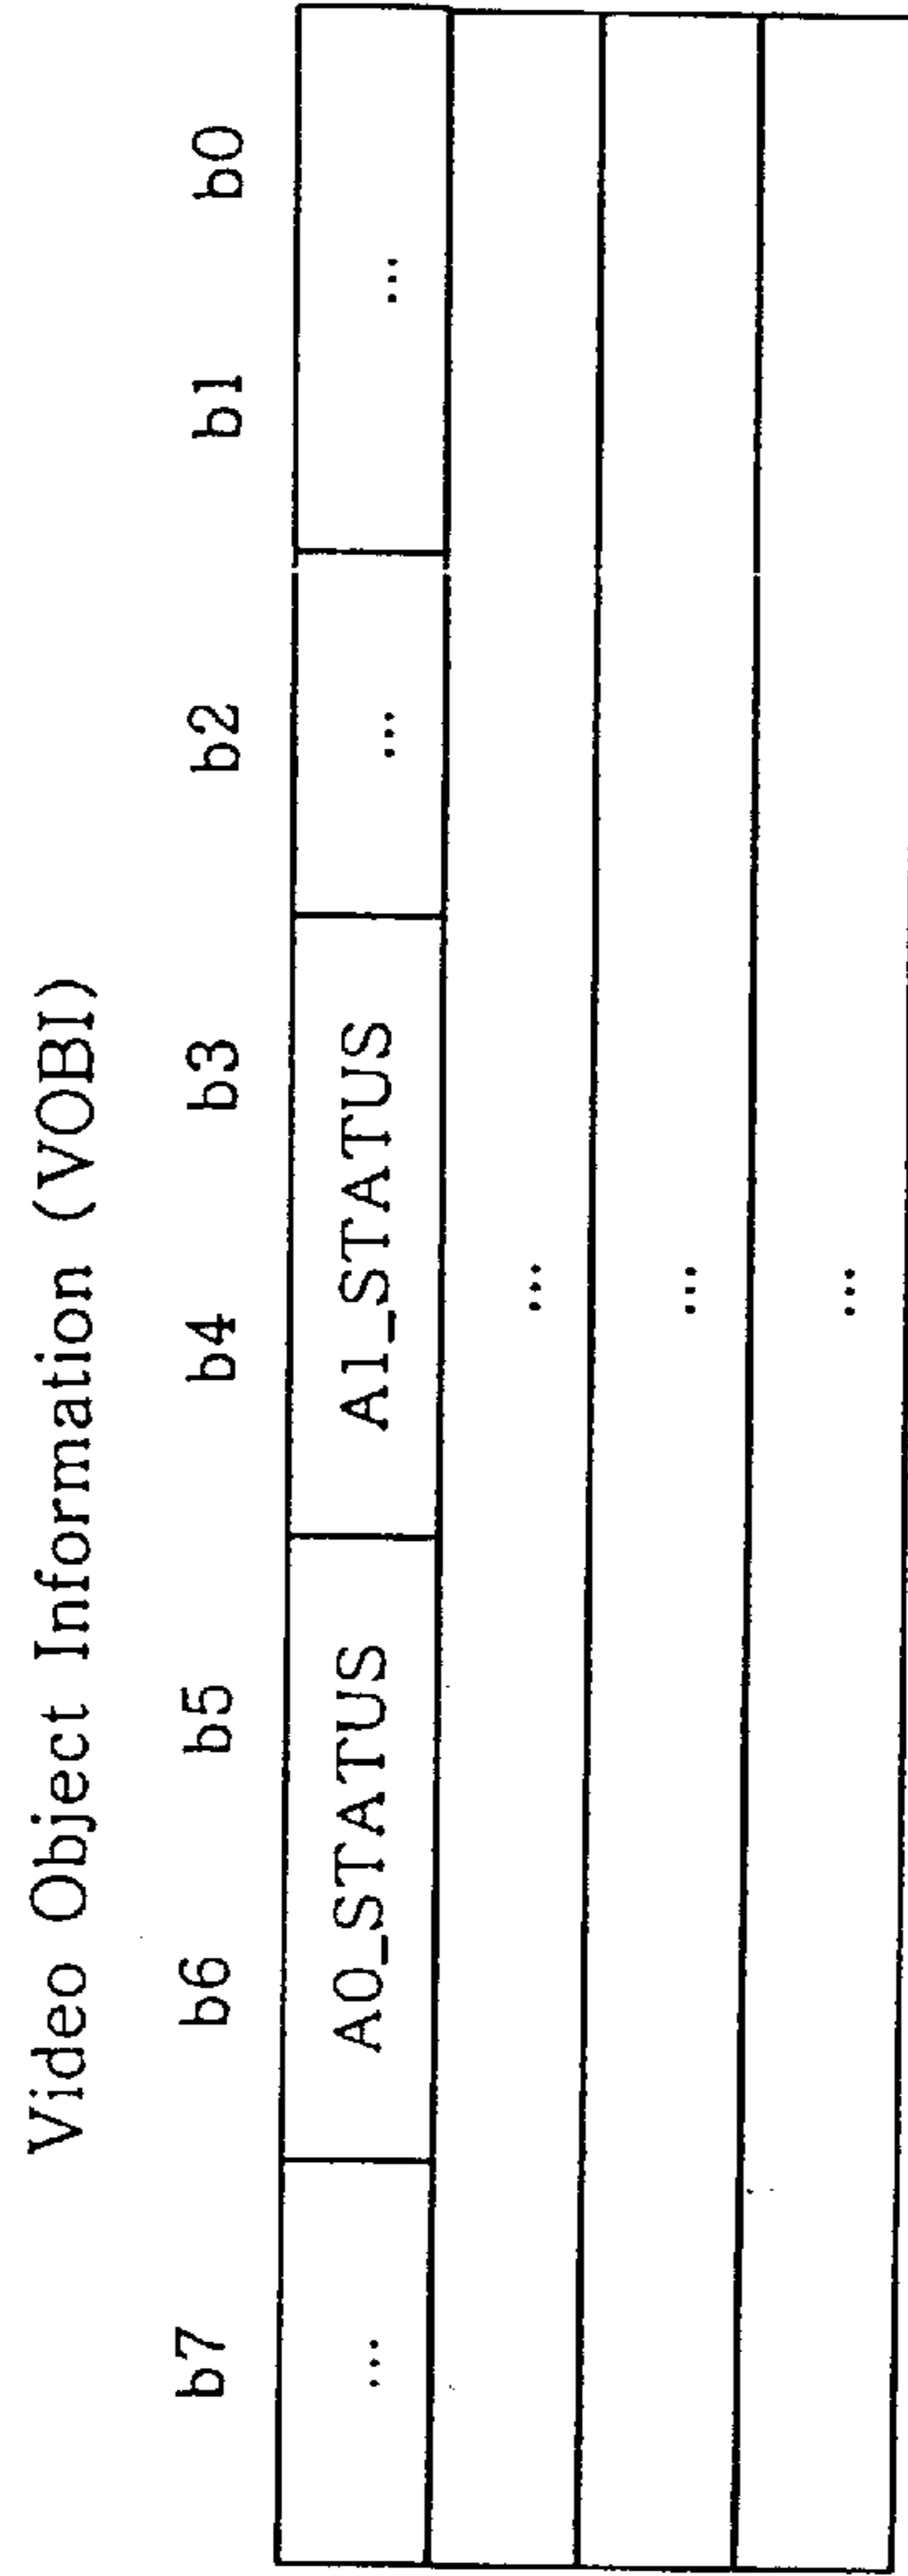 Video Object Information (VOBI)
b7 b6 b5 b4 b3 b2 b1 b0
... A0_STATUS A1_STATUS ... ...
...
...
...